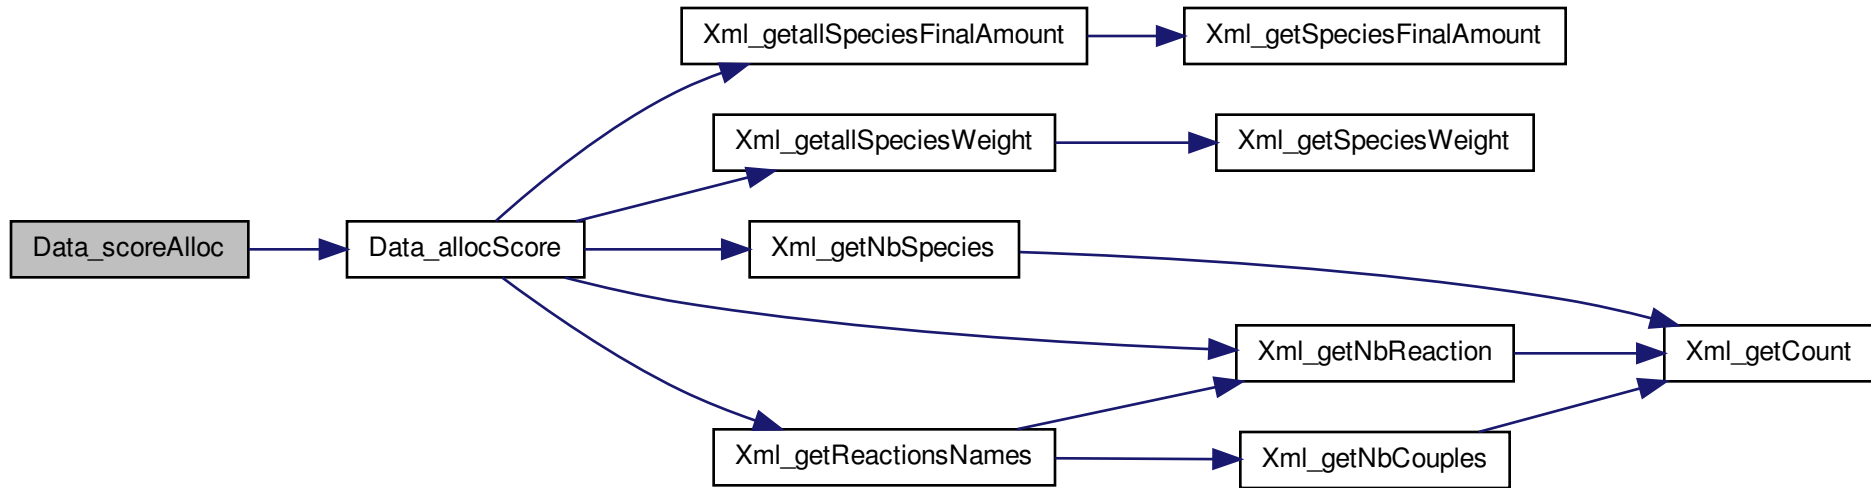 Xml_getallSpeciesFinalAmount
Xml_getSpeciesFinalAmount
Xml_getallSpeciesWeight
Xml_getSpeciesWeight
Data_scoreAlloc
Data_allocScore
Xml_getNbSpecies
Xml_getNbReaction
Xml_getCount
Xml_getReactionsNames
Xml_getNbCouples